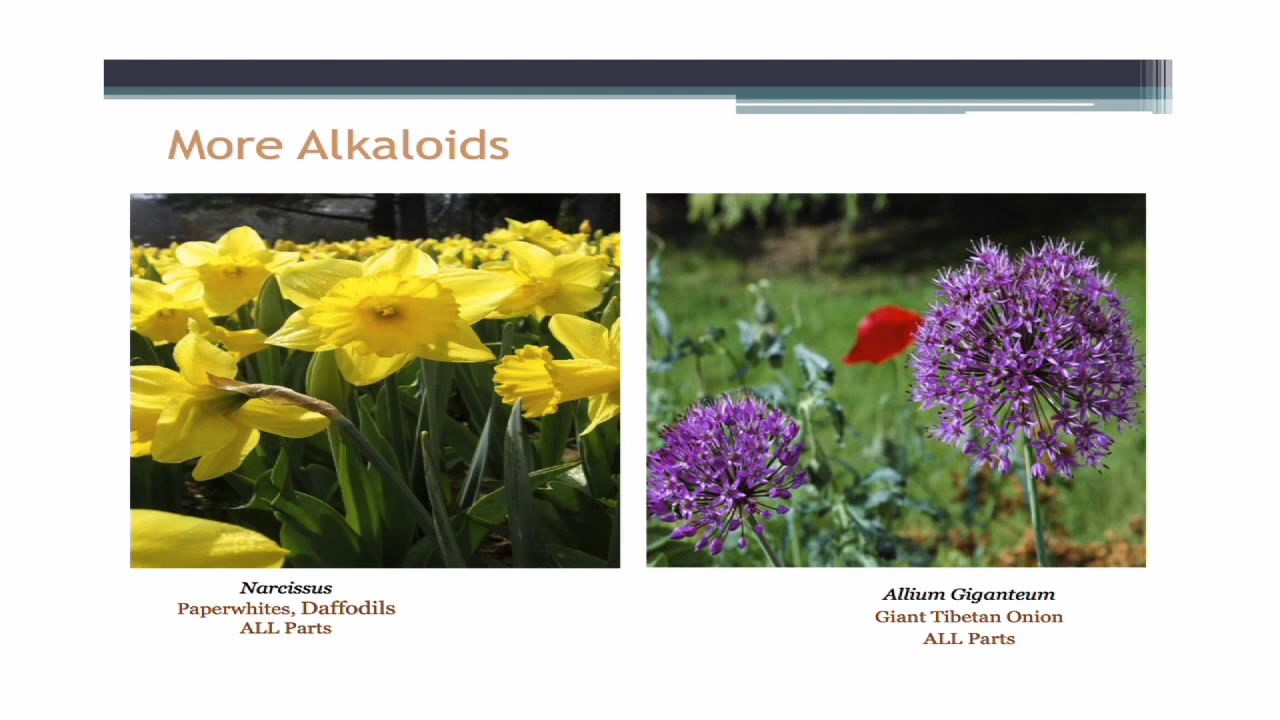 More Alkaloids
Narcissus
Paperwhites, Daffodils
ALL Parts
Allium Giganteum
Giant Tibetan Onion
ALL Parts